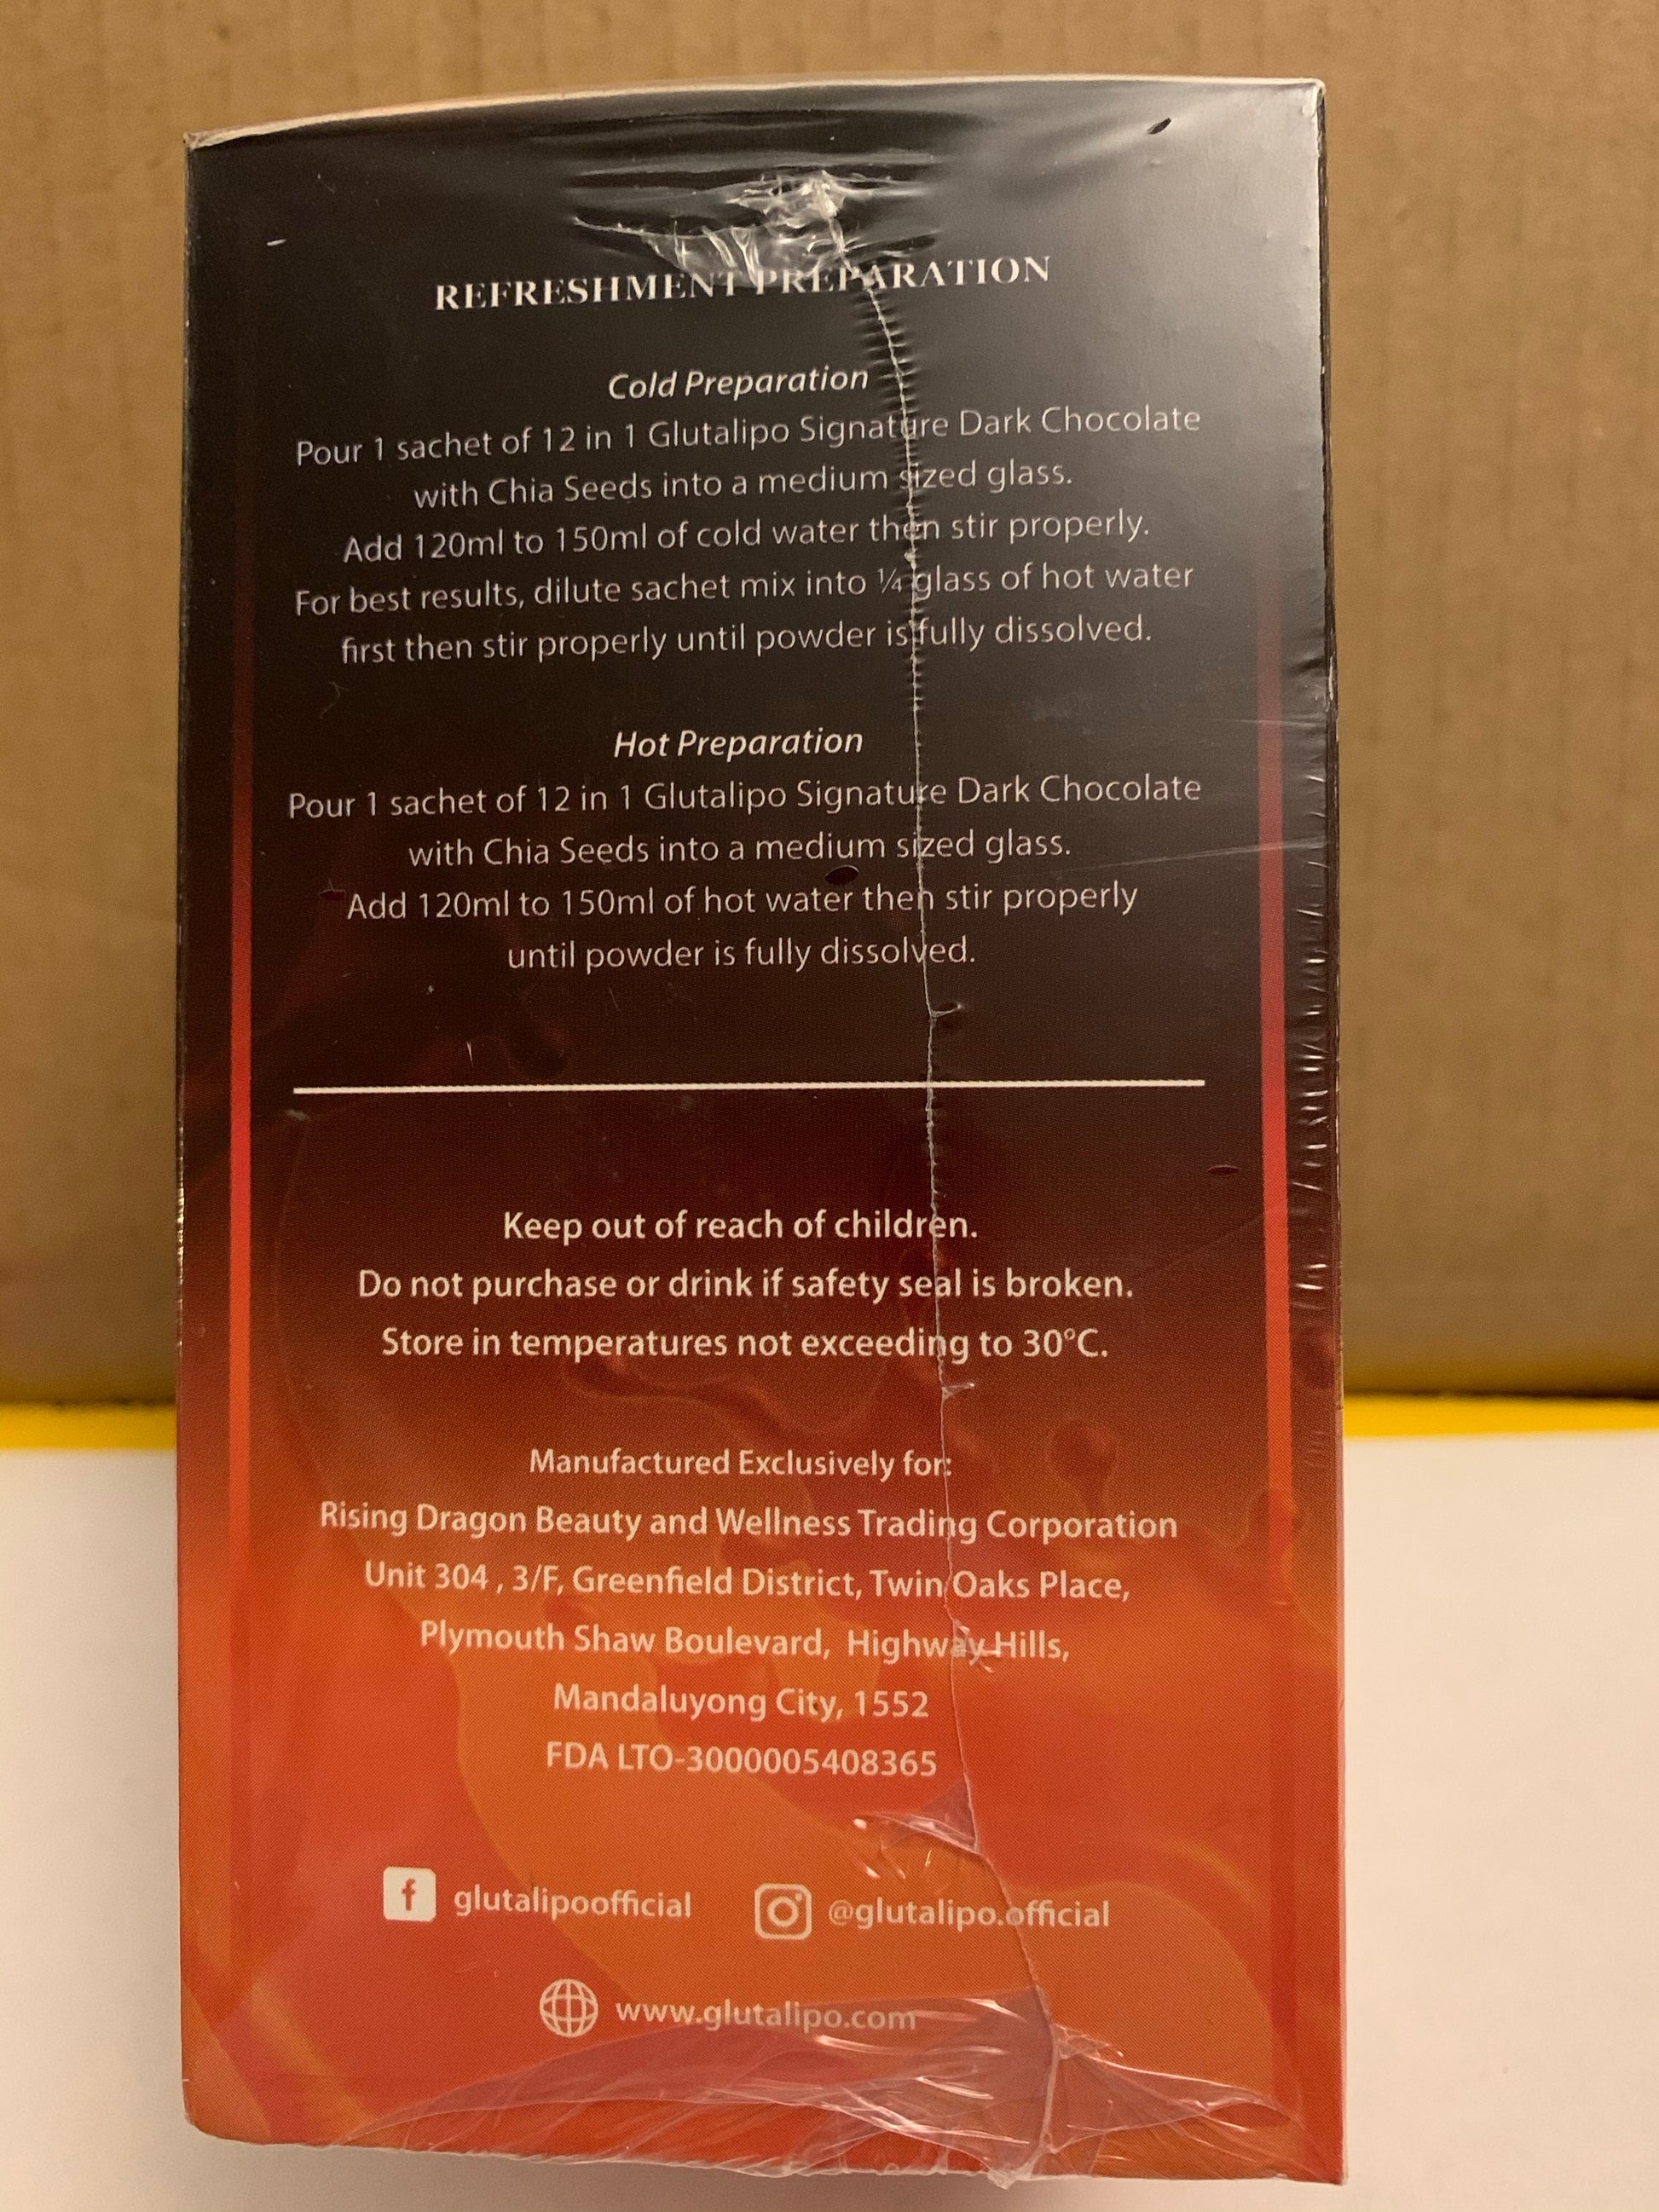 REFRESHMENT PREPARATION
Cold Preparation
Pour 1 sachet of 12 in 1 Glutalipo Signature Dark Chocolate
with Chia Seeds into a medium sized glass.
Add 120ml to 150ml of cold water then stir properly.
For best results, dilute sachet mix into ¼ glass of hot water
first then stir properly until powder is fully dissolved.
Hot Preparation
Pour 1 sachet of 12 in 1 Glutalipo Signature Dark Chocolate
with Chia Seeds into a medium sized glass.
Add 120ml to 150ml of hot water then stir properly
until powder is fully dissolved.
Keep out of reach of children.
Do not purchase or drink if safety seal is broken.
Store in temperatures not exceeding to 30°C.
Manufactured Exclusively for:
Rising Dragon Beauty and Wellness Trading Corporation
Unit 304 , 3/F, Greenfield District, Twin Oaks Place,
Plymouth Shaw Boulevard, Highway Hills,
Mandaluyong City, 1552
FDA LTO-3000005408365
glutalipoofficial @glutalipo.official
www.glutalipo.com